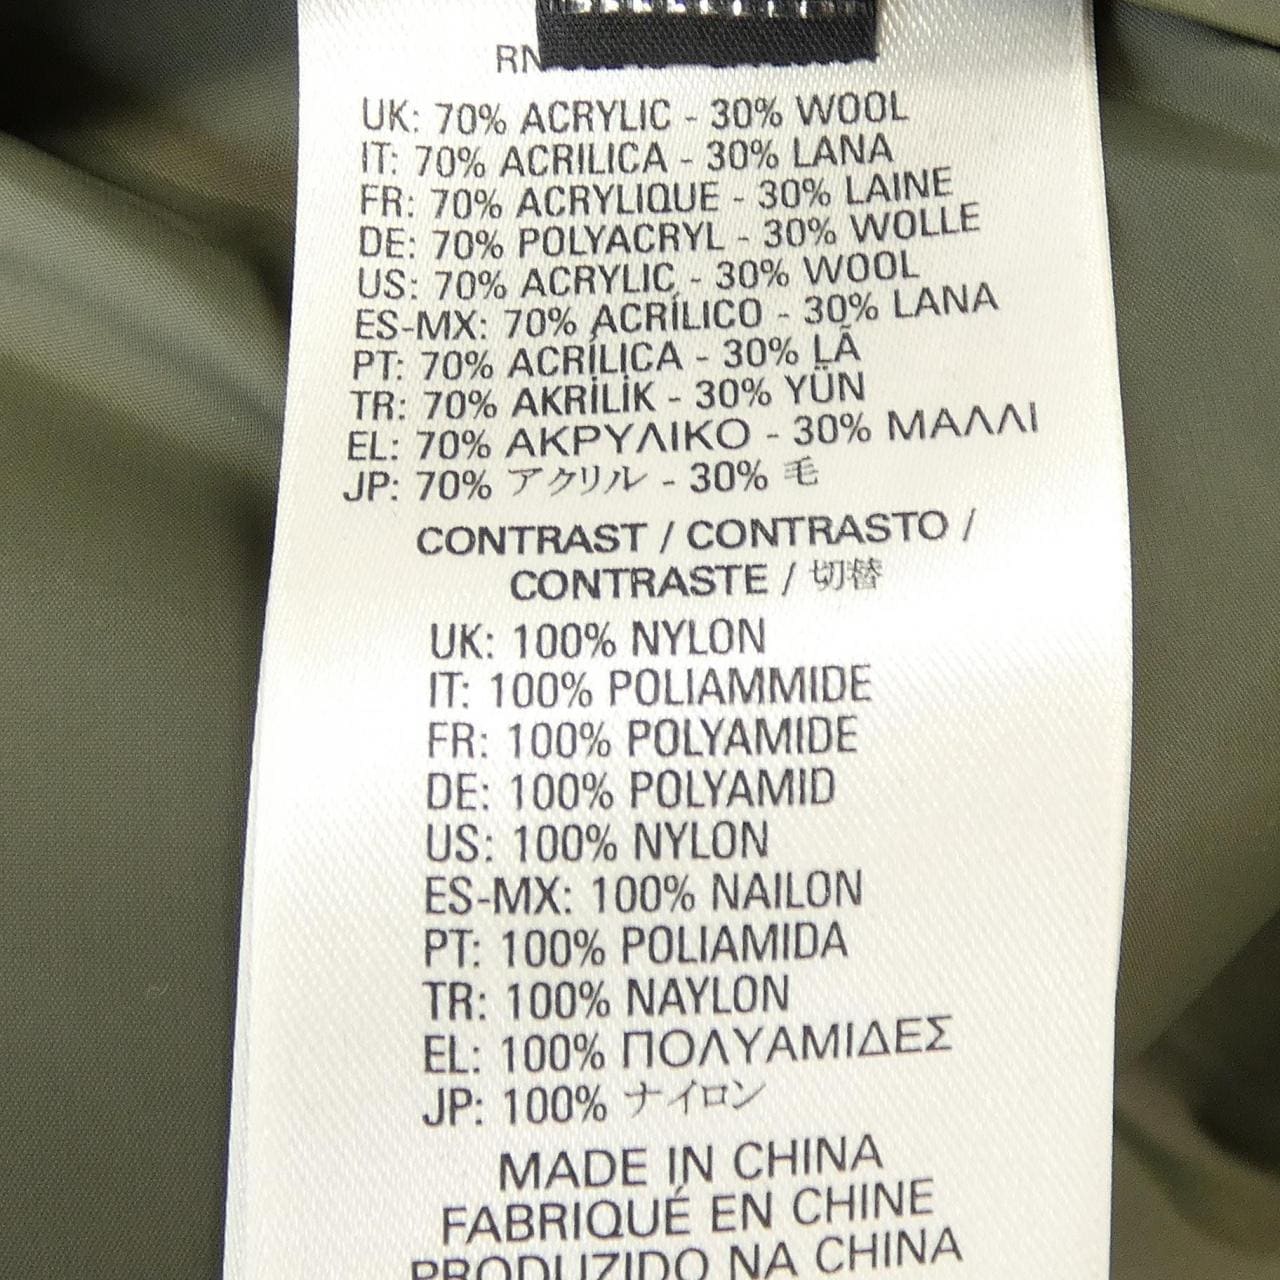 RN
UK: 70% ACRYLIC - 30% WOOL
IT: 70% ACRILICA - 30% LANA
FR: 70% ACRYLIQUE - 30% LAINE
DE: 70% POLYACRYL - 30% WOLLE
US: 70% ACRYLIC - 30% WOOL
ES-MX: 70% ACRÍLICO - 30% LANA
PT: 70% ACRÍLICA - 30% LÃ
TR: 70% AKRİLİK - 30% YÜN
EL: 70% ΑΚΡΥΛΙΚΟ - 30% ΜΑΛΛΙ
JP: 70% アクリル - 30% 毛
CONTRAST / CONTRASTO /
CONTRASTE / 切替
UK: 100% NYLON
IT: 100% POLIAMMIDE
FR: 100% POLYAMIDE
DE: 100% POLYAMID
US: 100% NYLON
ES-MX: 100% NAILON
PT: 100% POLIAMIDA
TR: 100% NAYLON
EL: 100% ΠΟΛΥΑΜΙΔΕΣ
JP: 100% ナイロン
MADE IN CHINA
FABRIQUÉ EN CHINE
PRODUZIDO NA CHINA